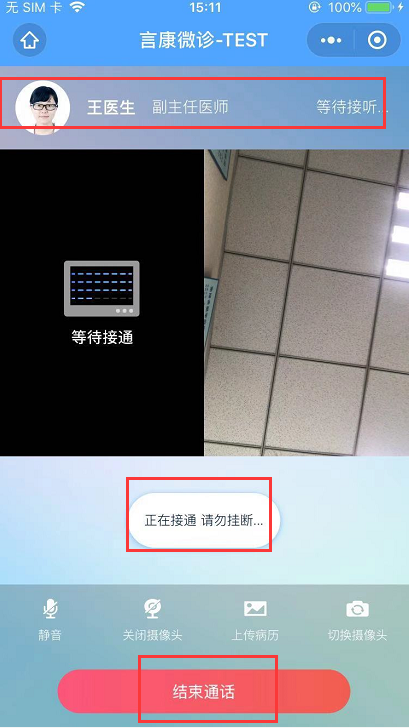 无 SIM 卡 15:11 100%
言康微诊-TEST
王医生 副主任医师 等待接听...
等待接通
正在接通 请勿挂断...
静音 关闭摄像头 上传病历 切换摄像头
结束通话